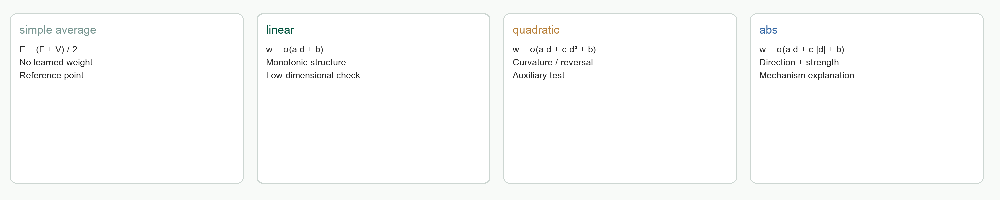 simple average
E = (F + V) / 2
No learned weight
Reference point
linear
w = σ(a·d + b)
Monotonic structure
Low-dimensional check
quadratic
w = σ(a·d + c·d² + b)
Curvature / reversal
Auxiliary test
abs
w = σ(a·d + c·|d| + b)
Direction + strength
Mechanism explanation